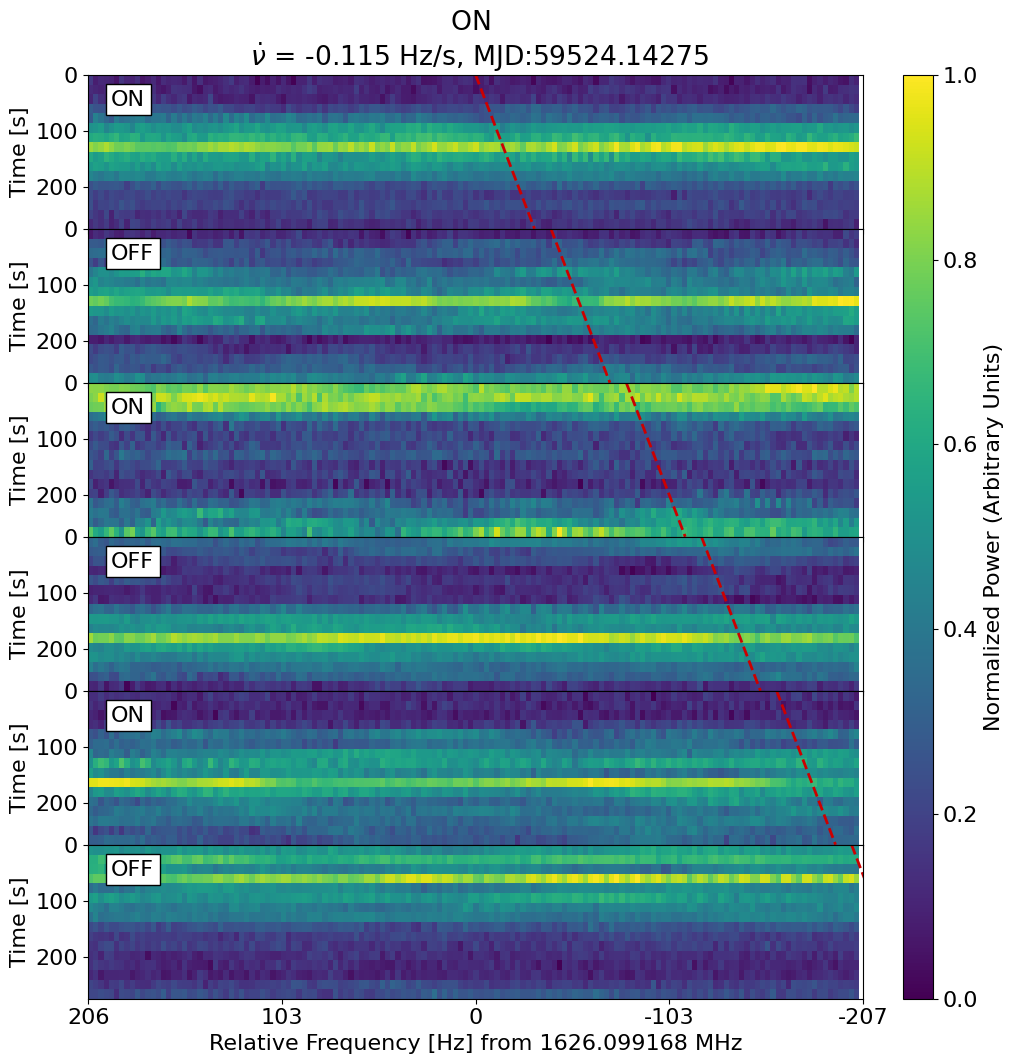 ON
ν̇ = -0.115 Hz/s, MJD:59524.14275
0
ON
100
Time [s]
200
0
OFF
100
Time [s]
200
0
ON
100
Time [s]
200
0
OFF
100
Time [s]
200
0
ON
100
Time [s]
200
0
OFF
100
Time [s]
200
206 103 0 -103 -207
Relative Frequency [Hz] from 1626.099168 MHz
1.0
0.8
0.6
0.4
0.2
0.0
Normalized Power (Arbitrary Units)